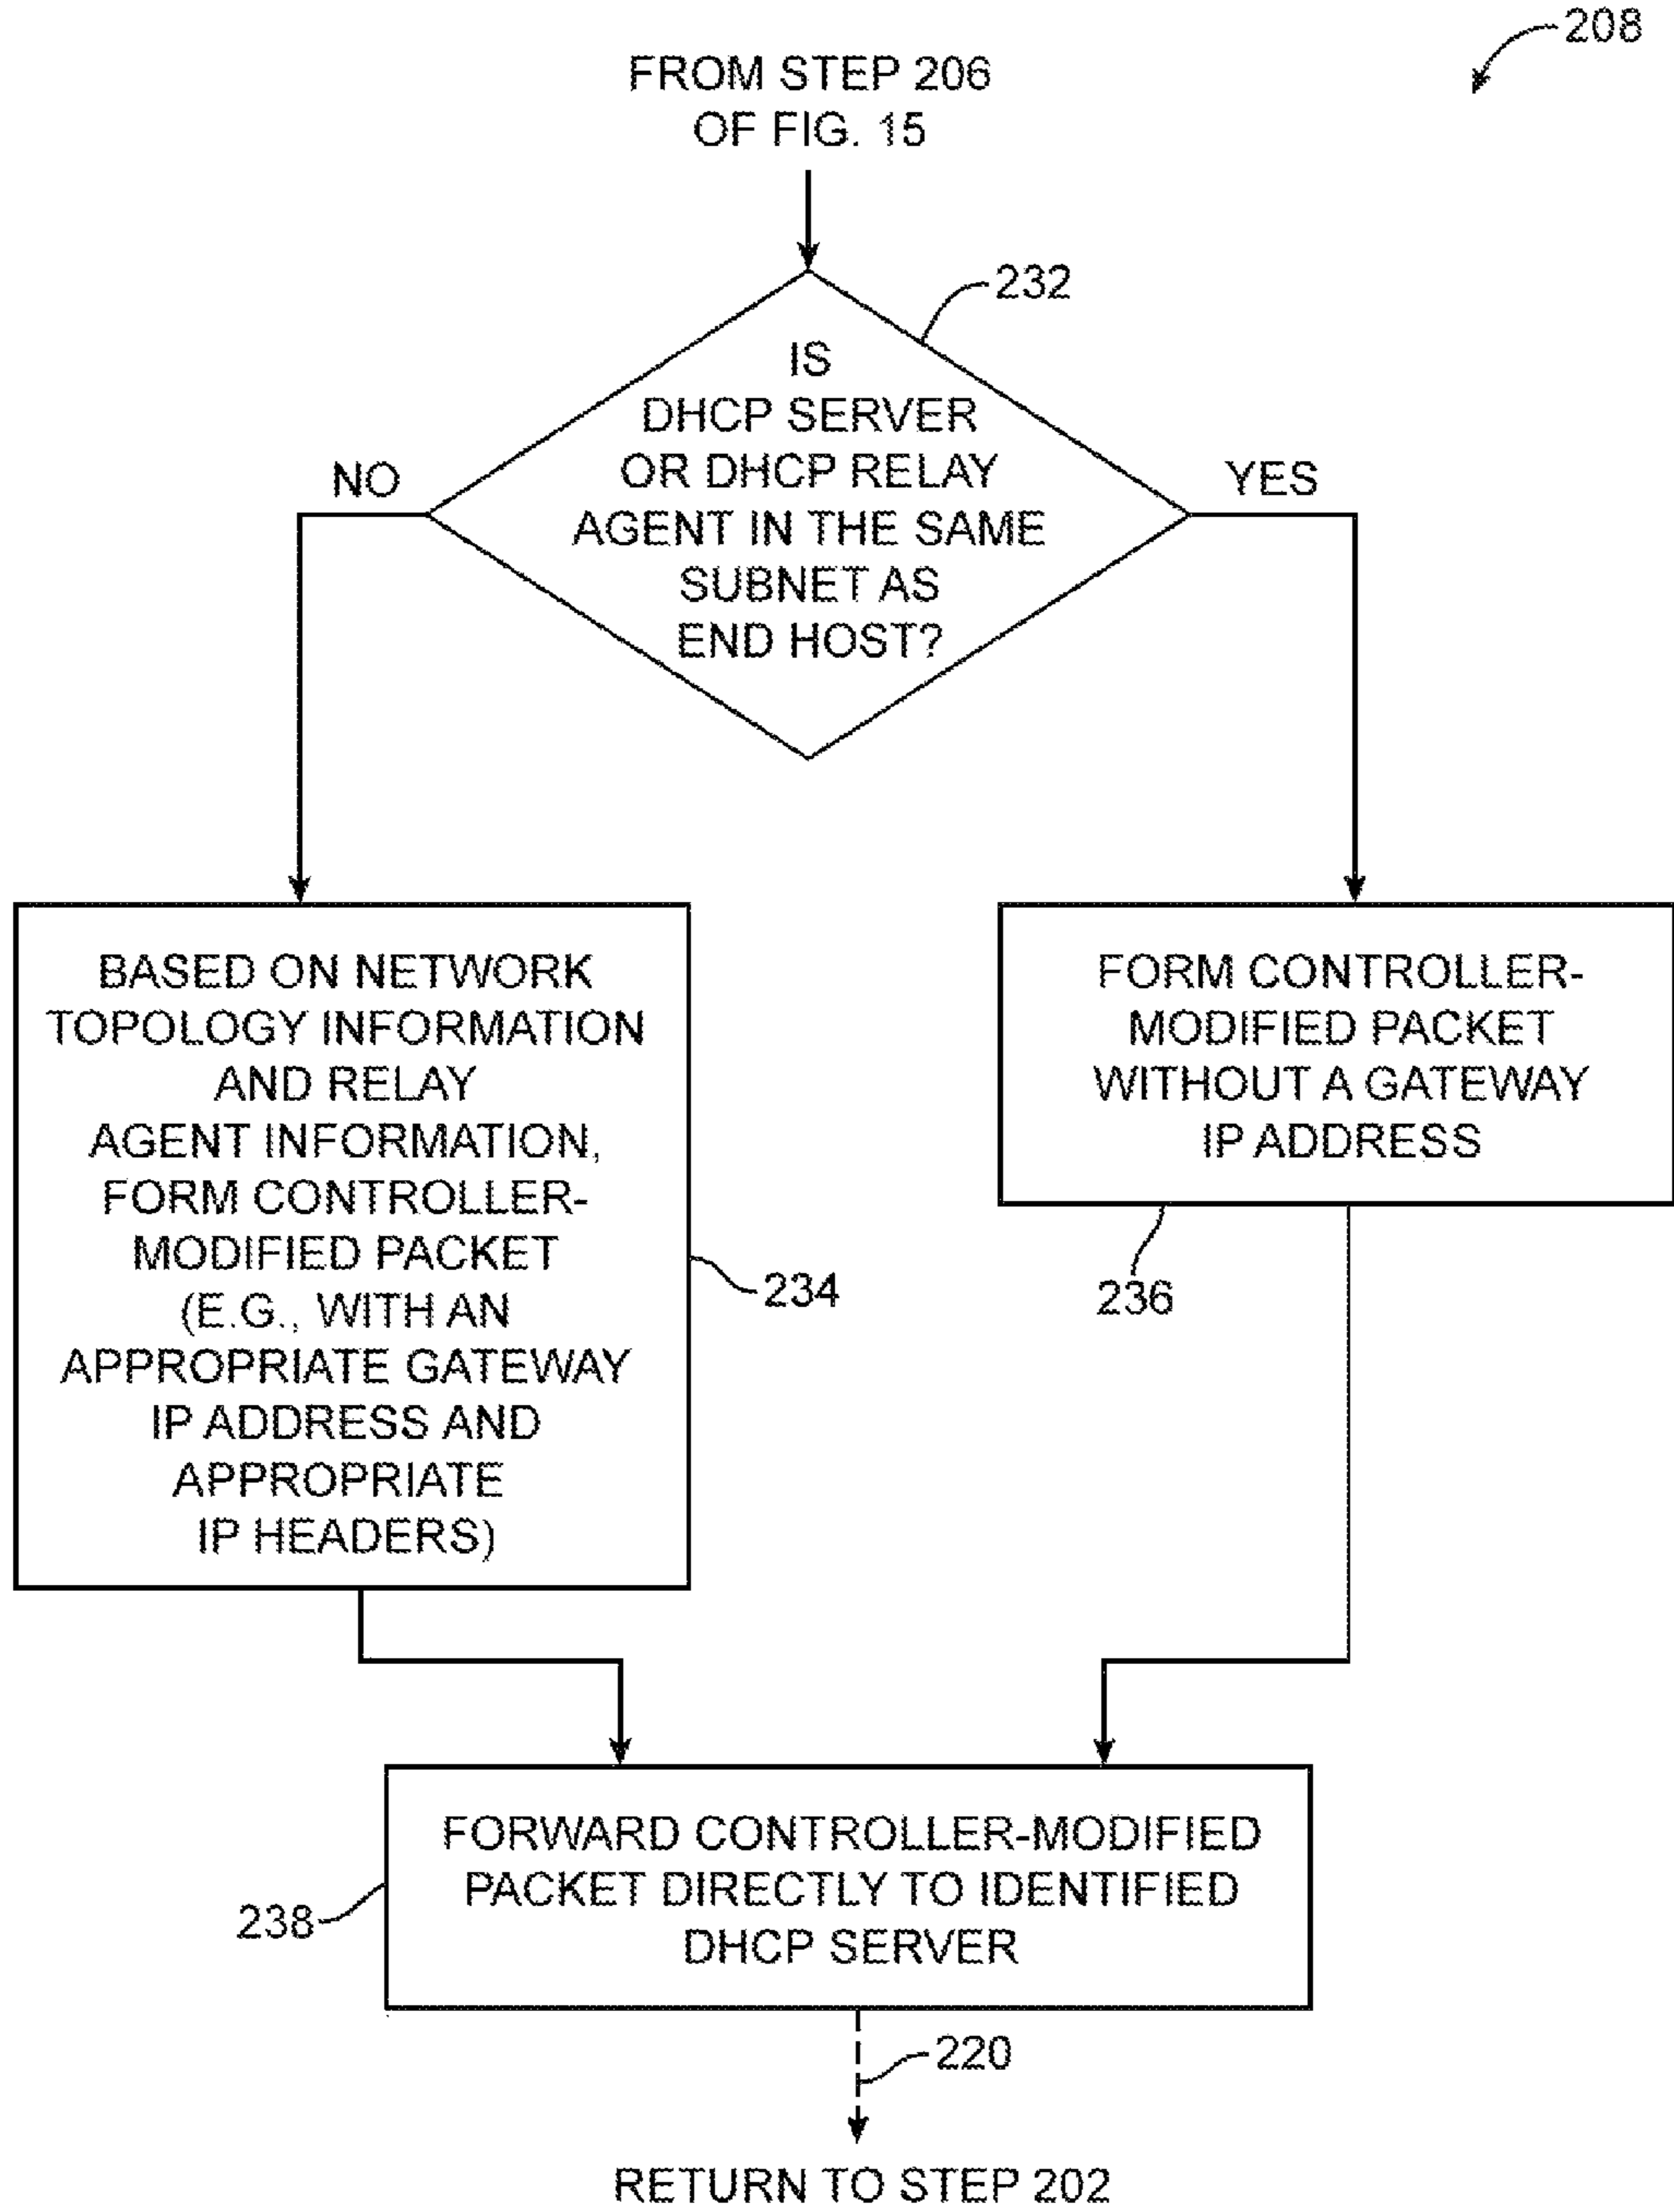 208
FROM STEP 206
OF FIG. 15
232
IS
DHCP SERVER
OR DHCP RELAY
AGENT IN THE SAME
SUBNET AS
END HOST?
NO
YES
BASED ON NETWORK
TOPOLOGY INFORMATION
AND RELAY
AGENT INFORMATION,
FORM CONTROLLER-
MODIFIED PACKET
(E.G., WITH AN
APPROPRIATE GATEWAY
IP ADDRESS AND
APPROPRIATE
IP HEADERS)
234
FORM CONTROLLER-
MODIFIED PACKET
WITHOUT A GATEWAY
IP ADDRESS
236
FORWARD CONTROLLER-MODIFIED
PACKET DIRECTLY TO IDENTIFIED
DHCP SERVER
238
220
RETURN TO STEP 202